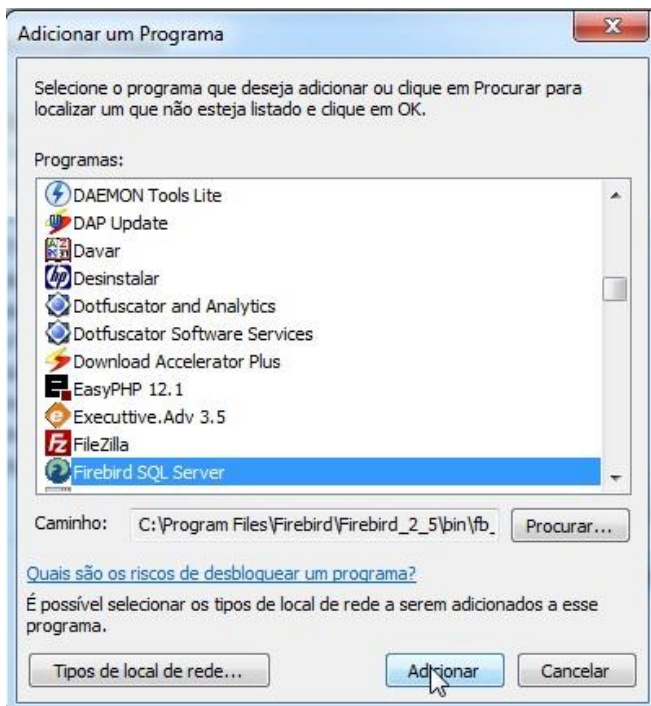 Adicionar um Programa
Selecione o programa que deseja adicionar ou clique em Procurar para
localizar um que não esteja listado e clique em OK.
Programas:
DAEMON Tools Lite
DAP Update
Davar
Desinstalar
Dotfuscator and Analytics
Dotfuscator Software Services
Download Accelerator Plus
EasyPHP 12.1
Executtive.Adv 3.5
FileZilla
Firebird SQL Server
Caminho: C:\Program Files\Firebird\Firebird_2_5\bin\fb_ Procurar...
Quais são os riscos de desbloquear um programa?
É possível selecionar os tipos de local de rede a serem adicionados a esse
programa.
Tipos de local de rede... Adicionar Cancelar